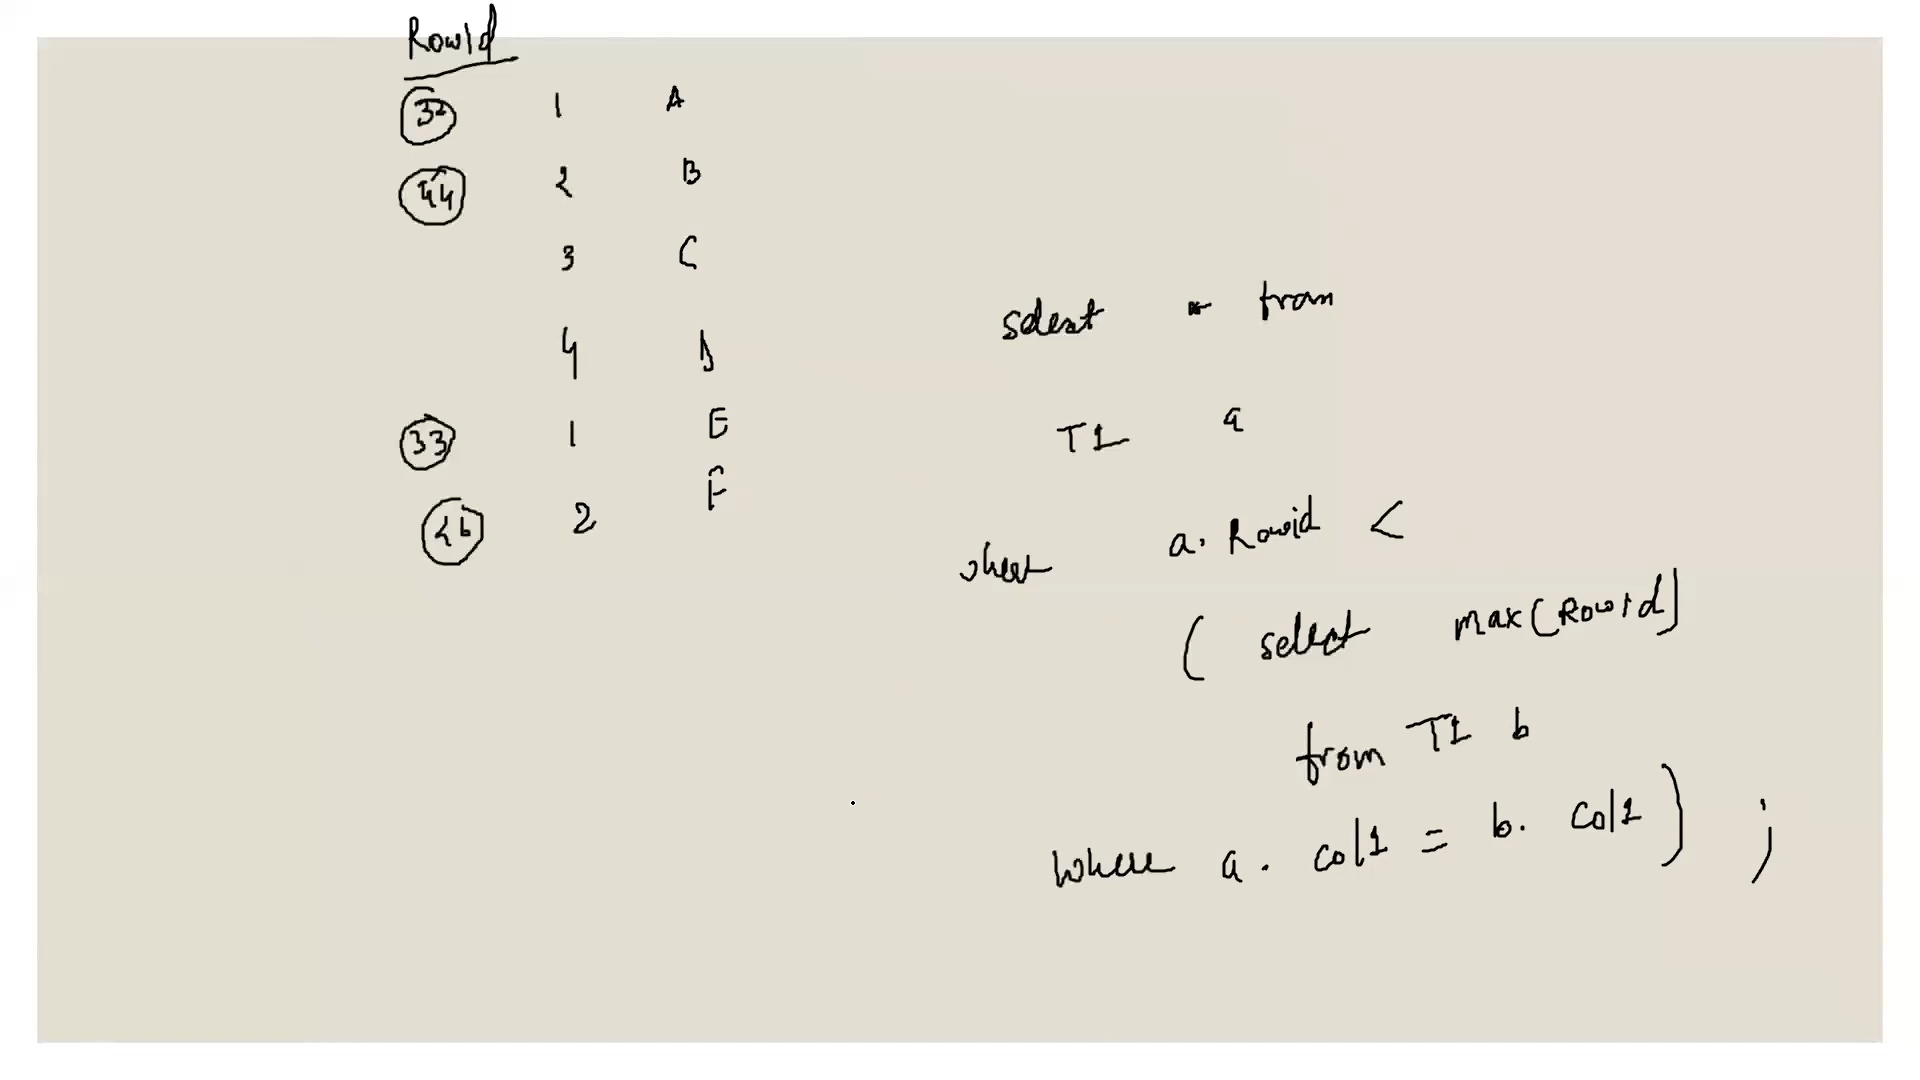 RowId
32 1 A
44 2 B
3 C
4 D
33 1 E
26 2 F
select * from
T1 a
where a. Rowid <
( select max(RowId)
from T1 b
where a. col1 = b. col1 ) ;